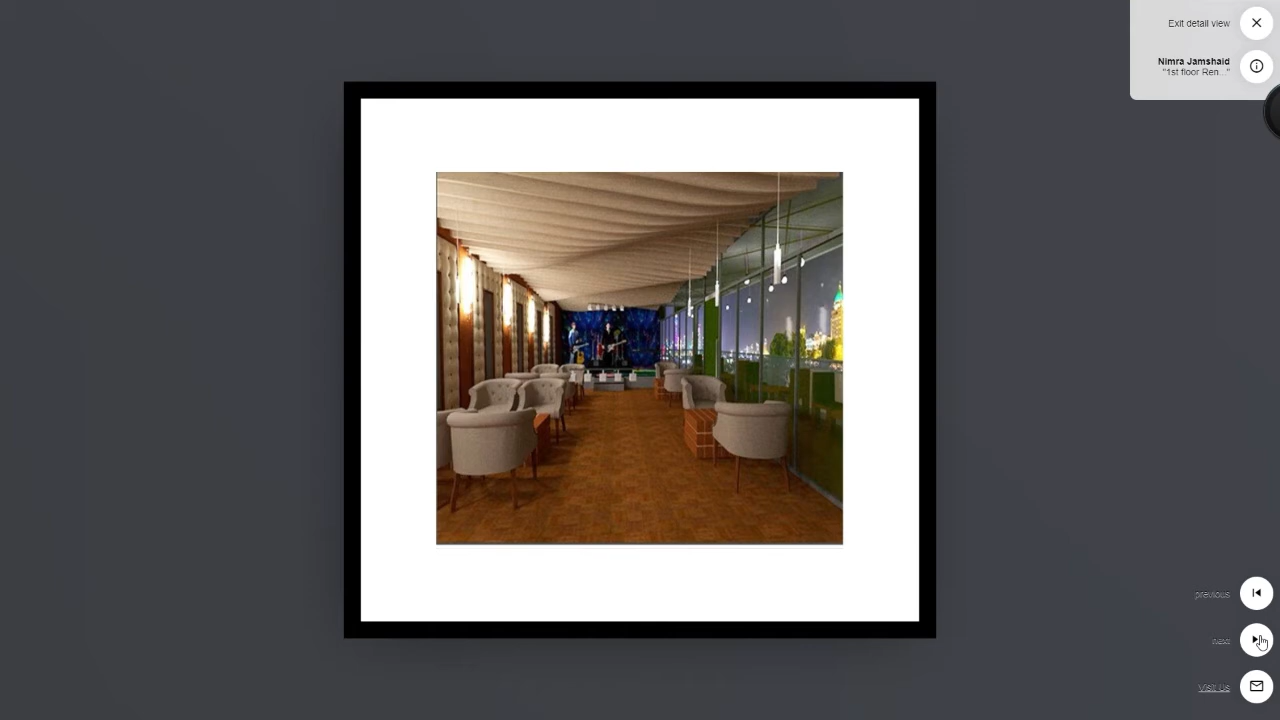 Exit detail view
Nimra Jamshaid
"1st floor Ren..."
previous
next
Visit Us